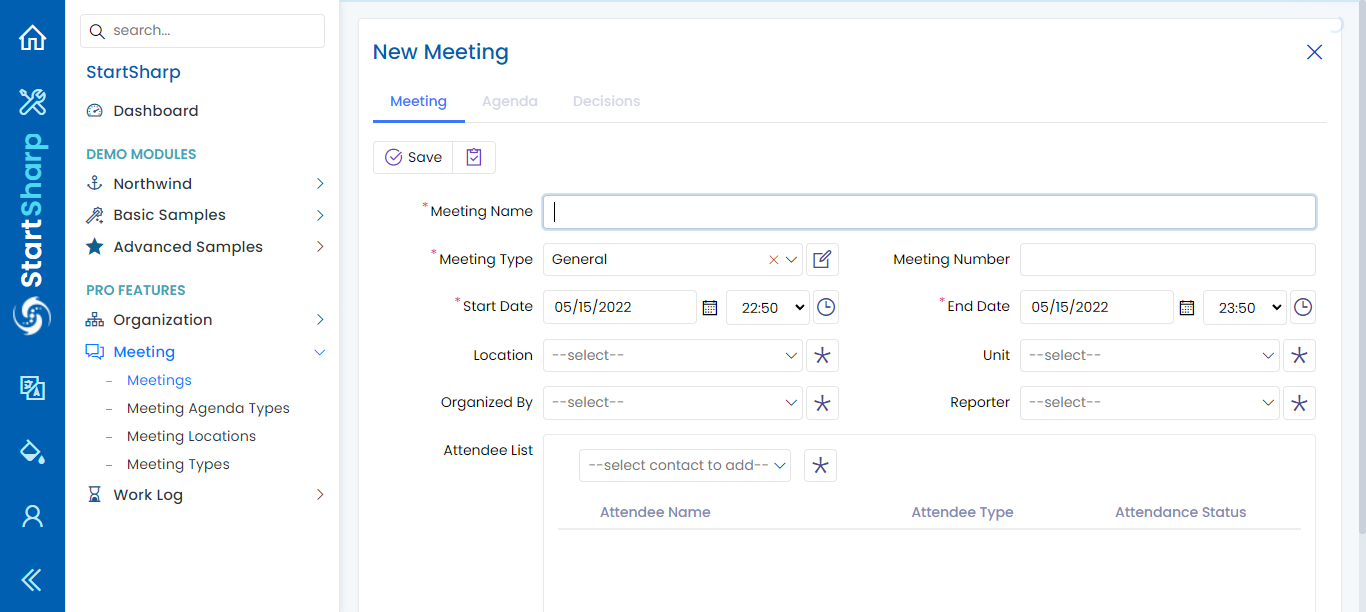 StartSharp
search...
StartSharp
Dashboard
DEMO MODULES
Northwind
Basic Samples
Advanced Samples
PRO FEATURES
Organization
Meeting
– Meetings
– Meeting Agenda Types
– Meeting Locations
– Meeting Types
Work Log
New Meeting
Meeting Agenda Decisions
Save
*Meeting Name
*Meeting Type General Meeting Number
*Start Date 05/15/2022 22:50 *End Date 05/15/2022 23:50
Location --select-- Unit --select--
Organized By --select-- Reporter --select--
Attendee List
--select contact to add--
Attendee Name Attendee Type Attendance Status